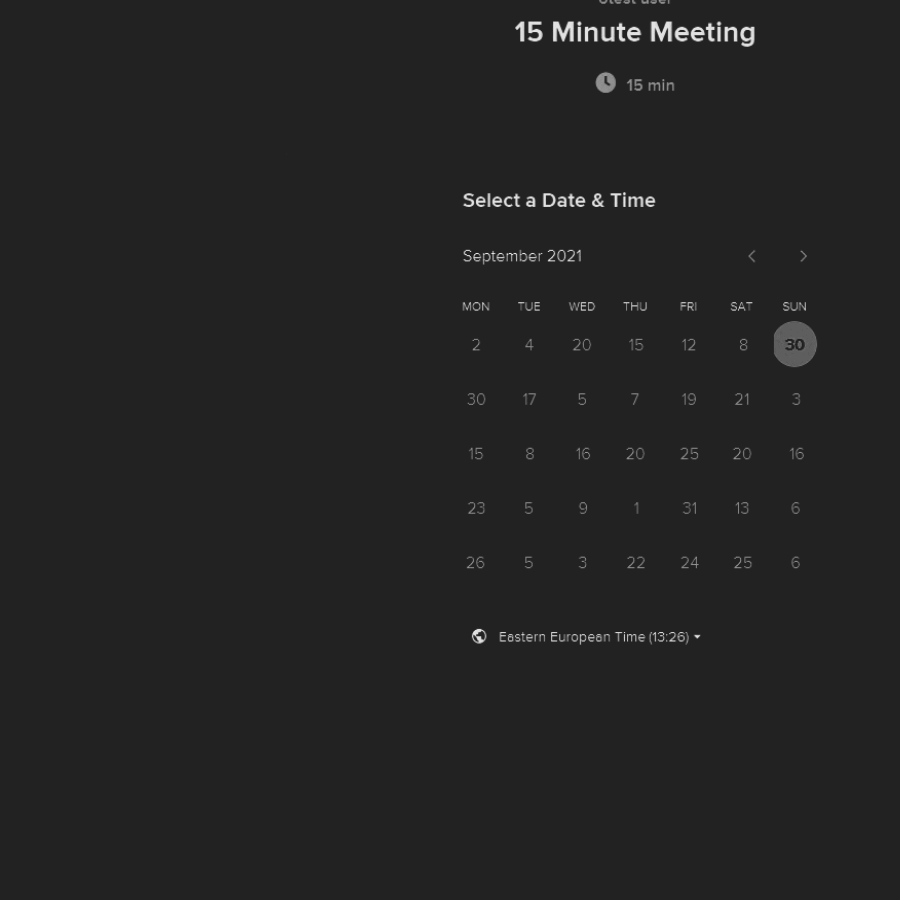 15 Minute Meeting
15 min
Select a Date & Time
September 2021
MON TUE WED THU FRI SAT SUN
2 4 20 15 12 8 30
30 17 5 7 19 21 3
15 8 16 20 25 20 16
23 5 9 1 31 13 6
26 5 3 22 24 25 6
Eastern European Time (13:26)